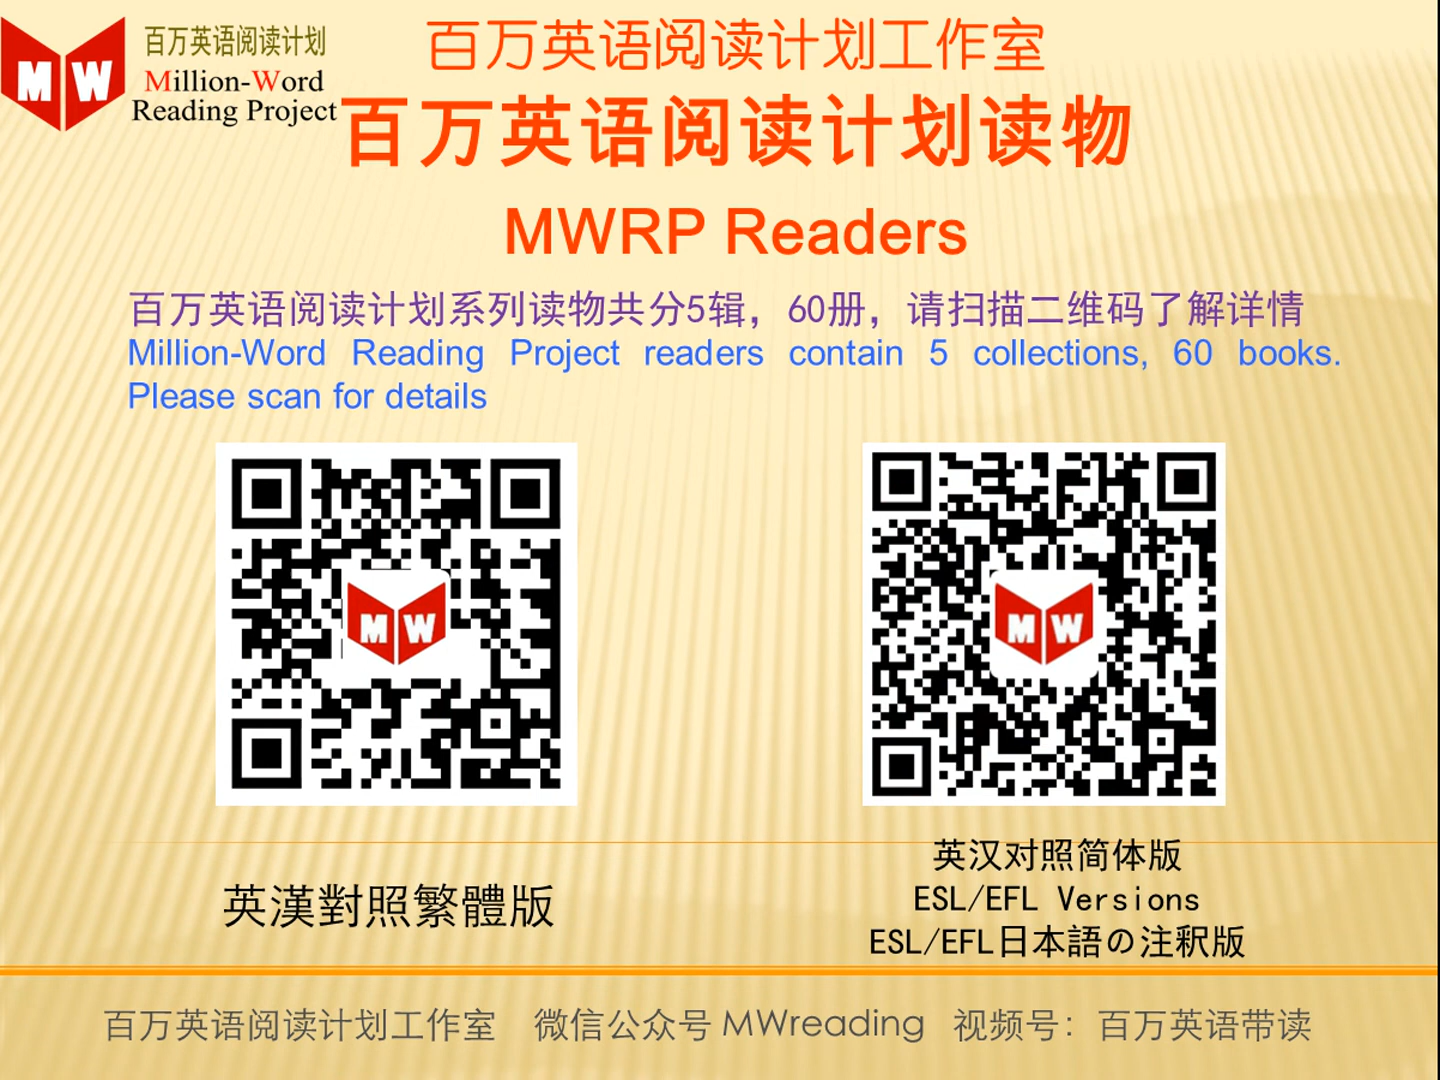 MW
百万英语阅读计划
Million-Word
Reading Project
百万英语阅读计划工作室
百万英语阅读计划读物
MWRP Readers
百万英语阅读计划系列读物共分5辑，60册，请扫描二维码了解详情
Million-Word Reading Project readers contain 5 collections, 60 books.
Please scan for details
MW
MW
英漢對照繁體版
英汉对照简体版
ESL/EFL Versions
ESL/EFL日本語の注釈版
百万英语阅读计划工作室 微信公众号 MWreading 视频号：百万英语带读